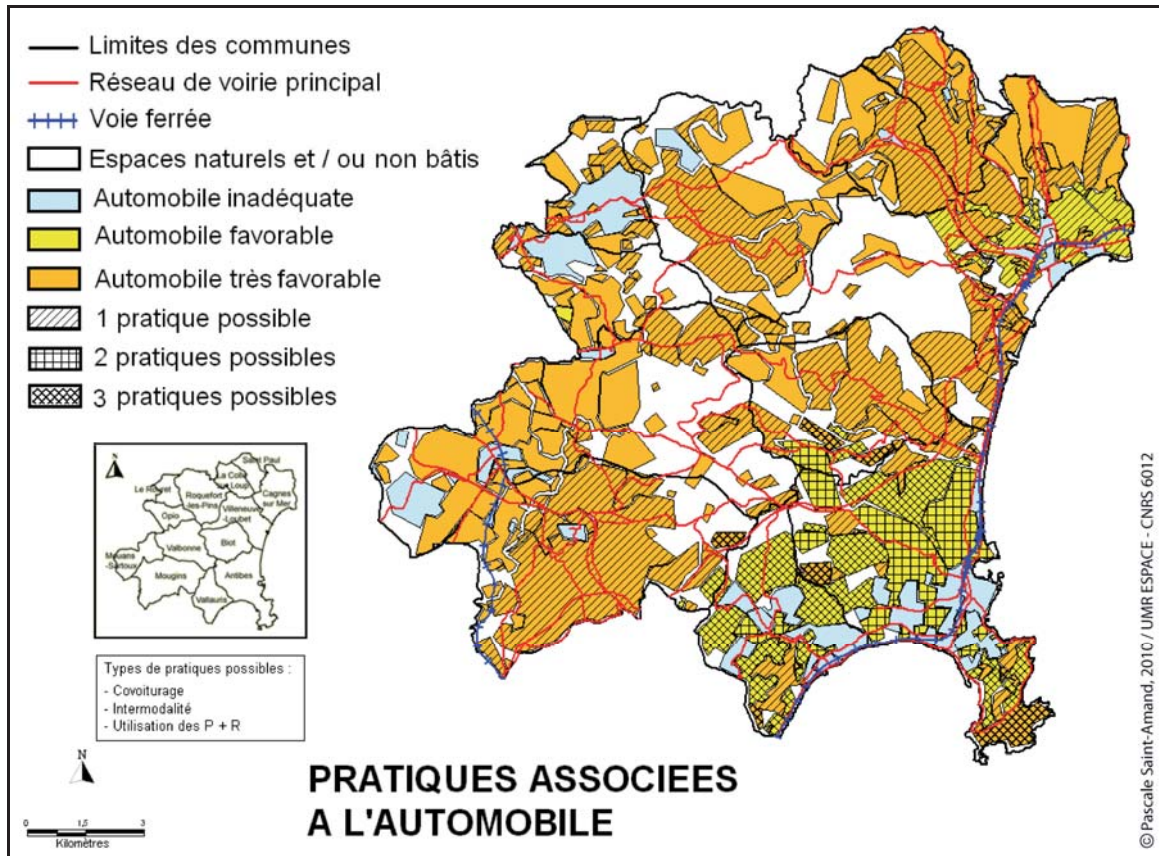 Limites des communes
Réseau de voirie principal
Voie ferrée
Espaces naturels et / ou non bâtis
Automobile inadéquate
Automobile favorable
Automobile très favorable
1 pratique possible
2 pratiques possibles
3 pratiques possibles
N
Saint Paul
La Colle
sur Loup
Le Rouret
Roquefort
-les-Pins
Cagnes
sur Mer
Villeneuve
-Loubet
Opio
Valbonne
Biot
Mouans
-Sartoux
Mougins
Antibes
Vallauris
Types de pratiques possibles :
- Covoiturage
- Intermodalité
- Utilisation des P + R
N
0 1,5 3
Kilomètres
PRATIQUES ASSOCIEES
A L'AUTOMOBILE
© Pascale Saint-Amand, 2010 / UMR ESPACE - CNRS 6012